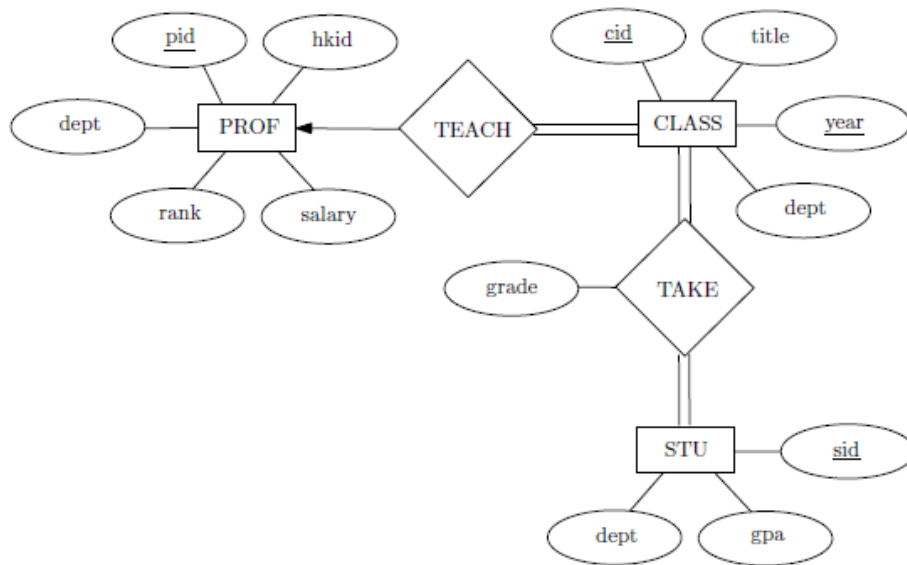 pid
hkid
cid
title
dept
PROF
TEACH
CLASS
year
rank
salary
dept
grade
TAKE
STU
sid
dept
gpa